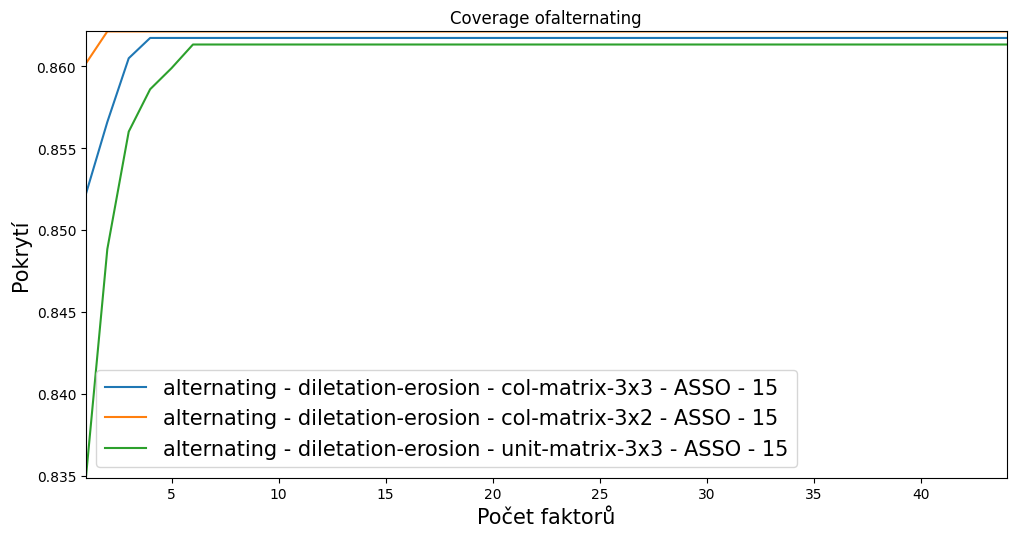 Coverage ofalternating
0.860
0.855
0.850
0.845
0.840
0.835
Pokrytí
alternating - diletation-erosion - col-matrix-3x3 - ASSO - 15
alternating - diletation-erosion - col-matrix-3x2 - ASSO - 15
alternating - diletation-erosion - unit-matrix-3x3 - ASSO - 15
5 10 15 20 25 30 35 40
Počet faktorů